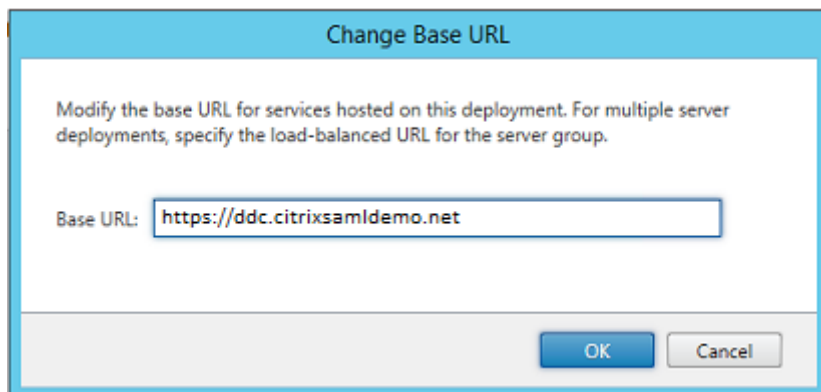 Change Base URL
Modify the base URL for services hosted on this deployment. For multiple server
deployments, specify the load-balanced URL for the server group.
Base URL: https://ddc.citrixsamldemo.net
OK Cancel